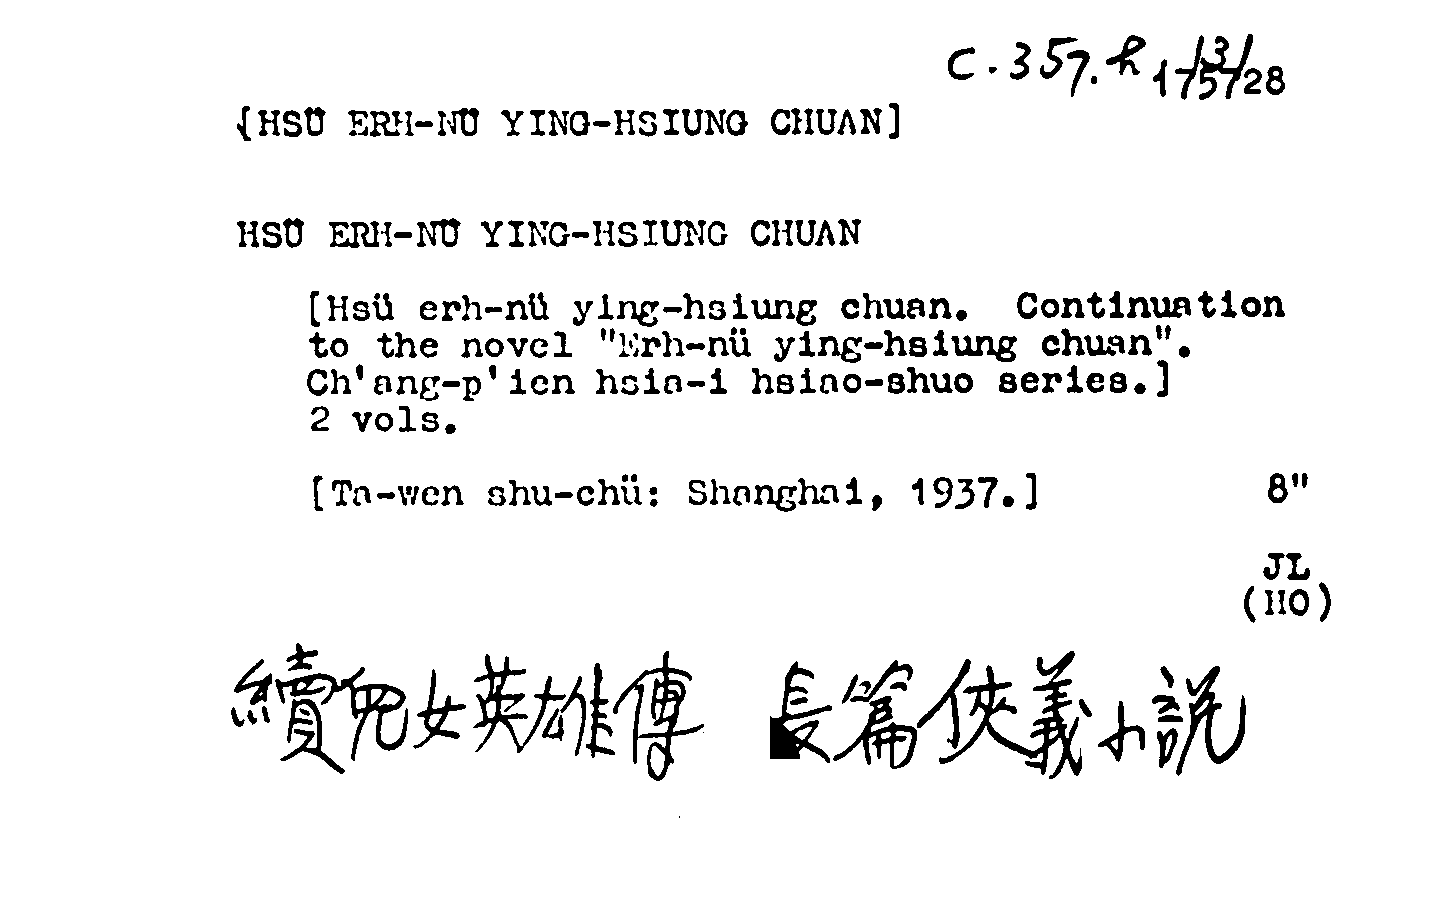 C.357.h 13/
175728
{HSÜ ERH-NÜ YING-HSIUNG CHUAN]
HSÜ ERH-NÜ YING-HSIUNG CHUAN
[Hsü erh-nü ying-hsiung chuan. Continuation
to the novel "Erh-nü ying-hsiung chuan".
Ch'ang-p'ien hsia-i hsiao-shuo series.]
2 vols.
[Ta-wen shu-chü: Shanghai, 1937.] 8"
JL
(HO)
續兒女英雄傳 長篇俠義小說